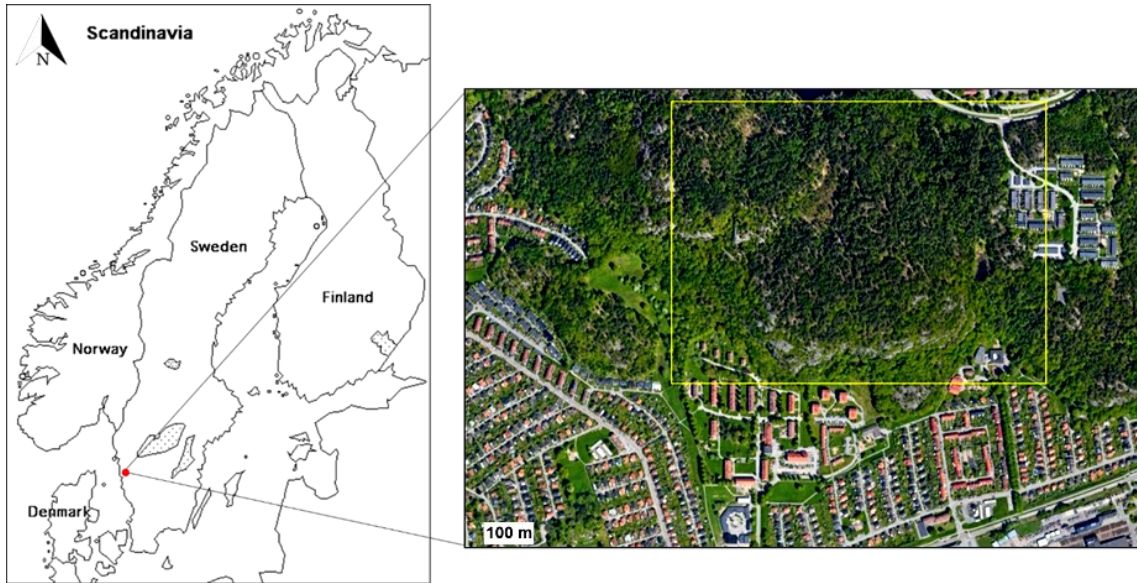 Scandinavia
N
Sweden
Finland
Norway
Denmark
100 m